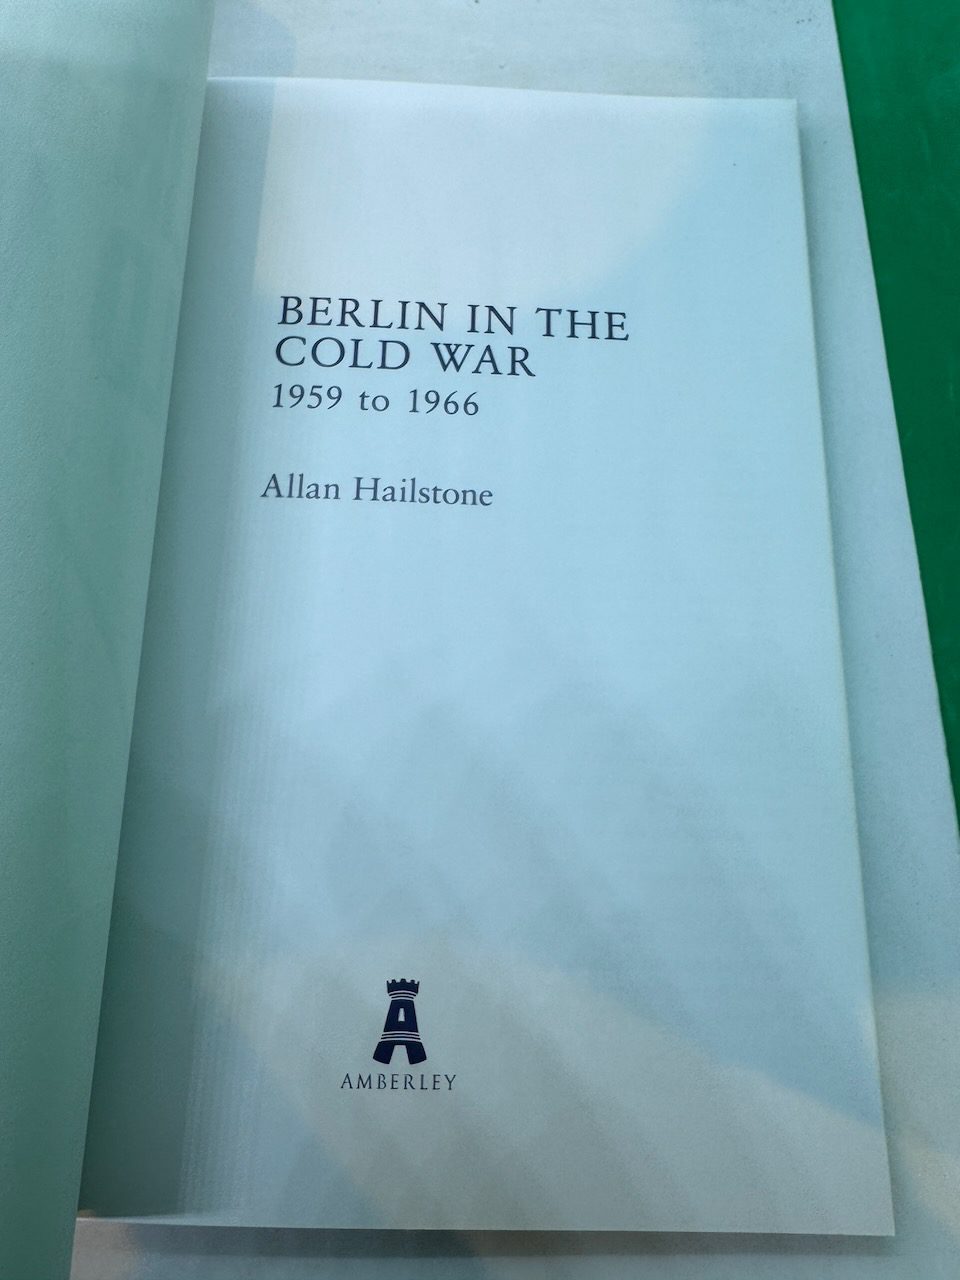 BERLIN IN THE
COLD WAR
1959 to 1966
Allan Hailstone
AMBERLEY